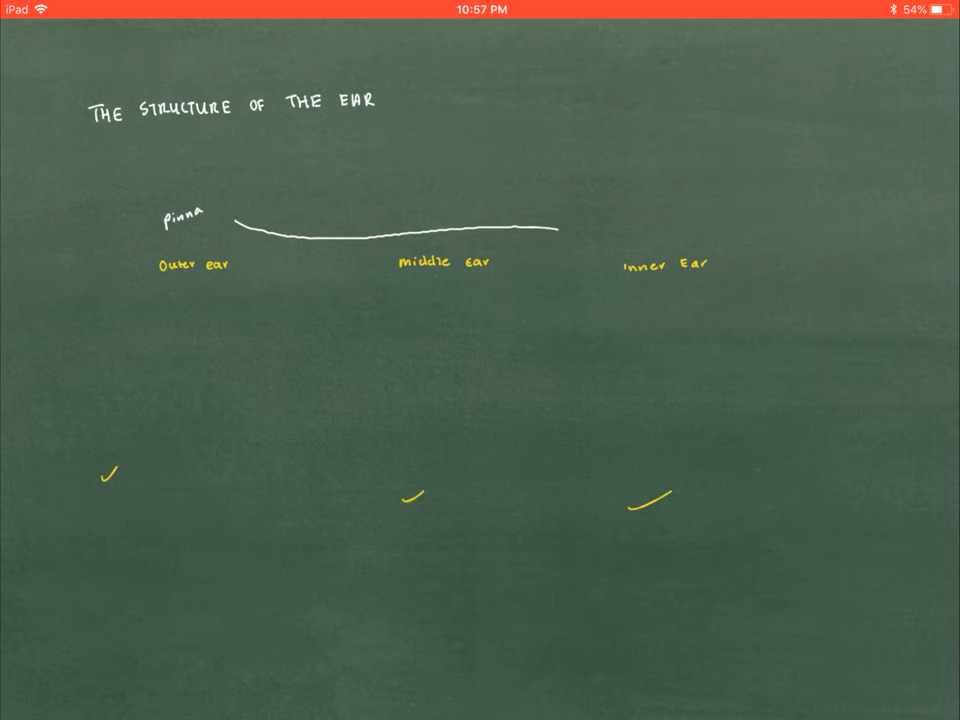 iPad 10:57 PM 54%
THE STRUCTURE OF THE EAR
Pinna
Outer ear middle Ear inner Ear